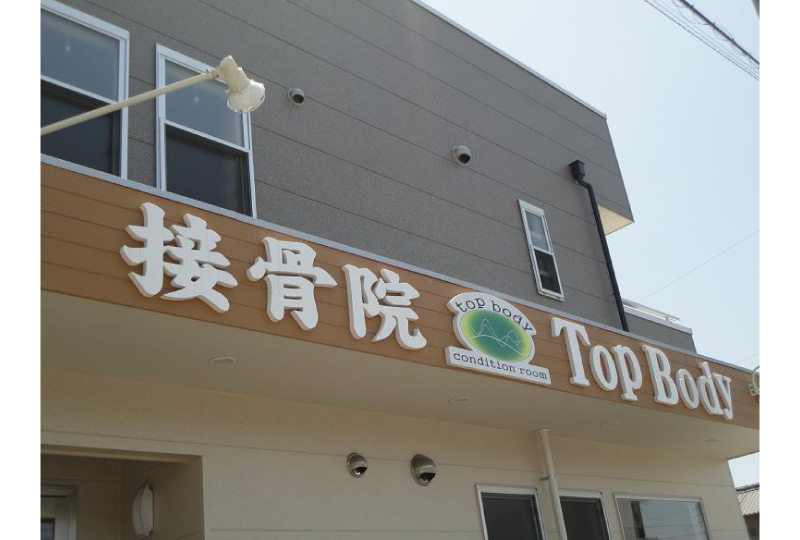 接骨院
top body
condition room
Top Body